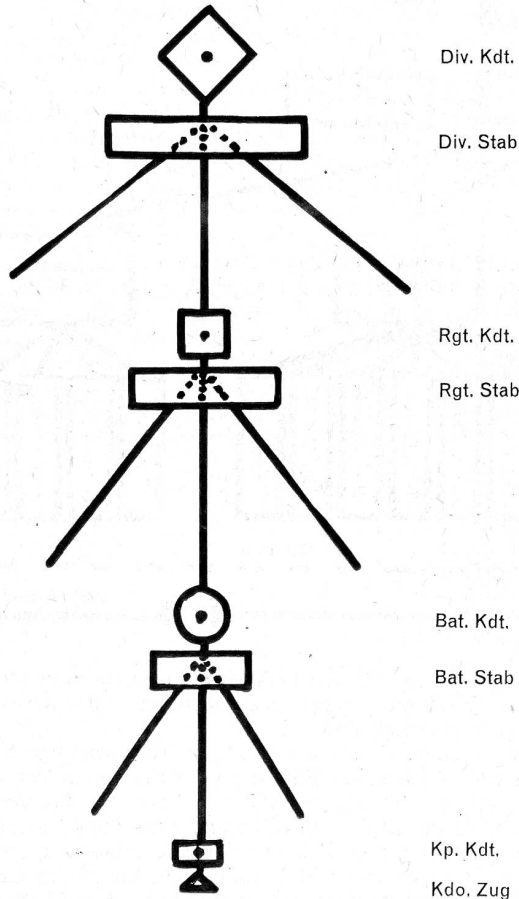 Div. Kdt.
Div. Stab
Rgt. Kdt.
Rgt. Stab
Bat. Kdt.
Bat. Stab
Kp. Kdt.
Kdo. Zug